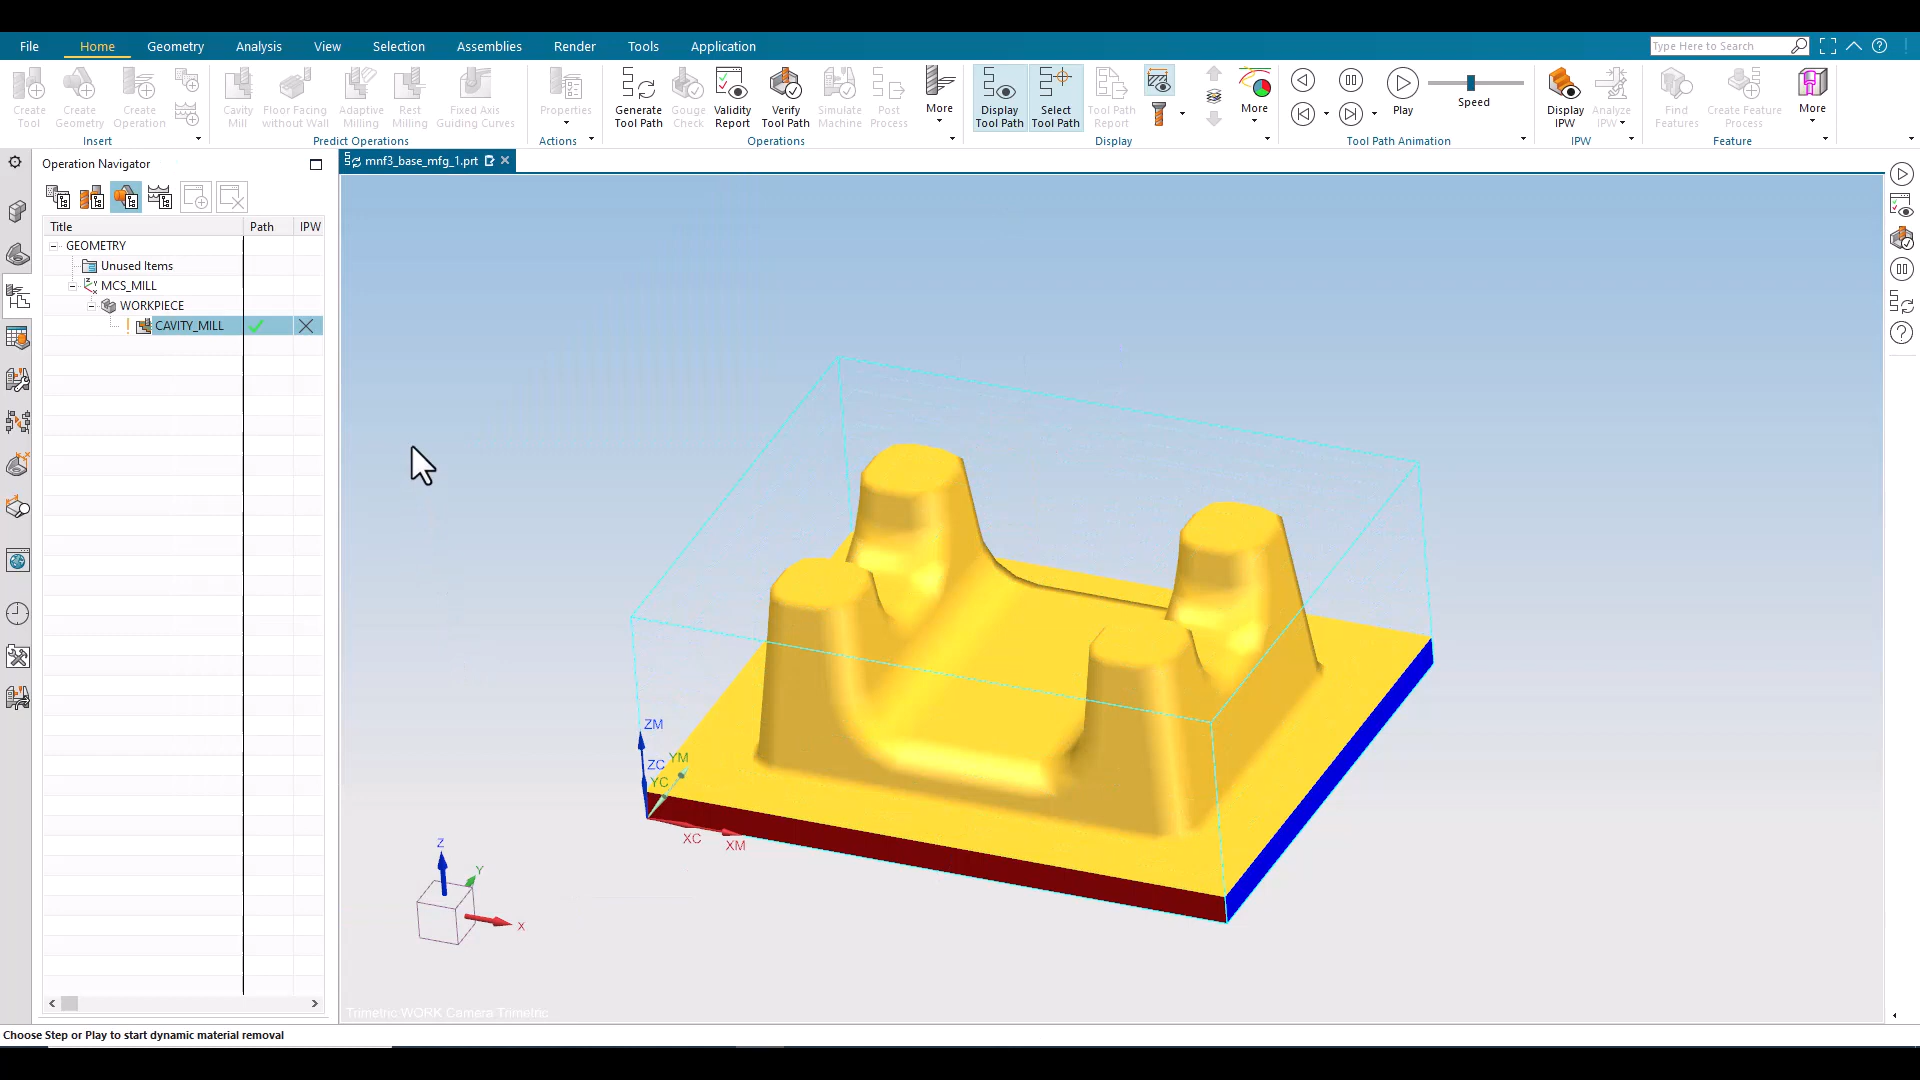 File Home Geometry Analysis View Selection Assemblies Render Tools Application Type Here to Search
Create Tool
Create Geometry
Create Operation
Insert
Cavity Mill
Floor Facing without Wall
Adaptive Milling
Rest Milling
Fixed Axis Guiding Curves
Predict Operations
Properties
Actions
Generate Tool Path
Gouge Check
Validity Report
Verify Tool Path
Simulate Machine
Post Process
More
Operations
Display Tool Path
Select Tool Path
Tool Path Report
More
Display
Play
Speed
Tool Path Animation
Display IPW
Analyze IPW
IPW
Find Features
Create Feature Process
More
Feature
Operation Navigator
mnf3_base_mfg_1.prt
Title Path IPW
GEOMETRY
Unused Items
MCS_MILL
WORKPIECE
CAVITY_MILL
ZM
YM
ZC
YC
XC
XM
Z
Y
X
Trimetric WORK Camera Trimetric
Choose Step or Play to start dynamic material removal